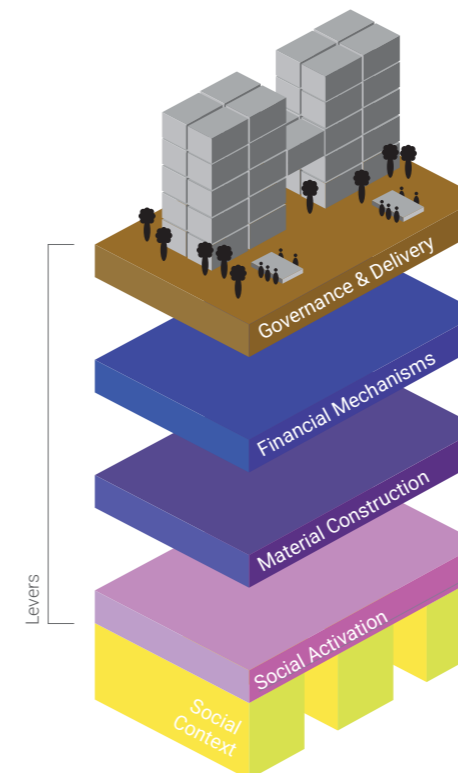 Governance & Delivery
Financial Mechanisms
Material Construction
Levers
Social Activation
Social
Context